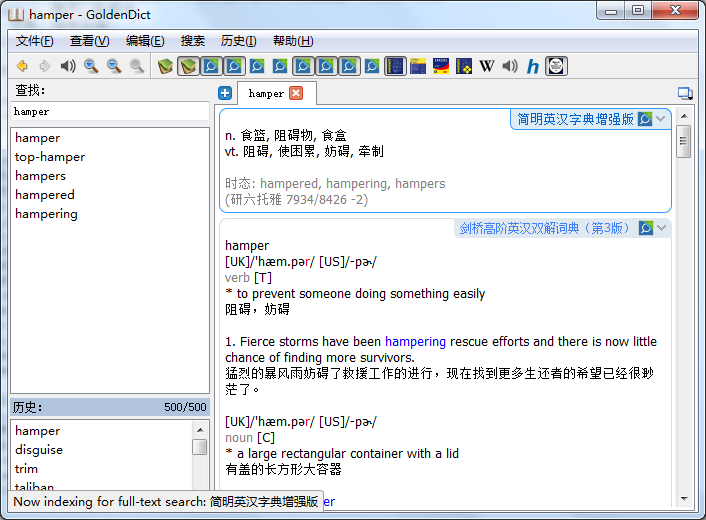 hamper - GoldenDict
文件(F) 查看(V) 编辑(E) 搜索 历史(I) 帮助(H)
W h
查找:
hamper
hamper
top-hamper
hampers
hampered
hampering
历史: 500/500
hamper
disguise
trim
taliban
Now indexing for full-text search: 简明英汉字典增强版
hamper
简明英汉字典增强版
n. 食篮, 阻碍物, 食盒
vt. 阻碍, 使困累, 妨碍, 牵制
时态: hampered, hampering, hampers
(研六托雅 7934/8426 -2)
剑桥高阶英汉双解词典（第3版）
hamper
[UK]/ˈhæm.pər/ [US]/-pɚ/
verb [T]
* to prevent someone doing something easily
阻碍，妨碍
1. Fierce storms have been hampering rescue efforts and there is now little
chance of finding more survivors.
猛烈的暴风雨妨碍了救援工作的进行，现在找到更多生还者的希望已经很渺
茫了。
[UK]/ˈhæm.pər/ [US]/-pɚ/
noun [C]
* a large rectangular container with a lid
有盖的长方形大容器